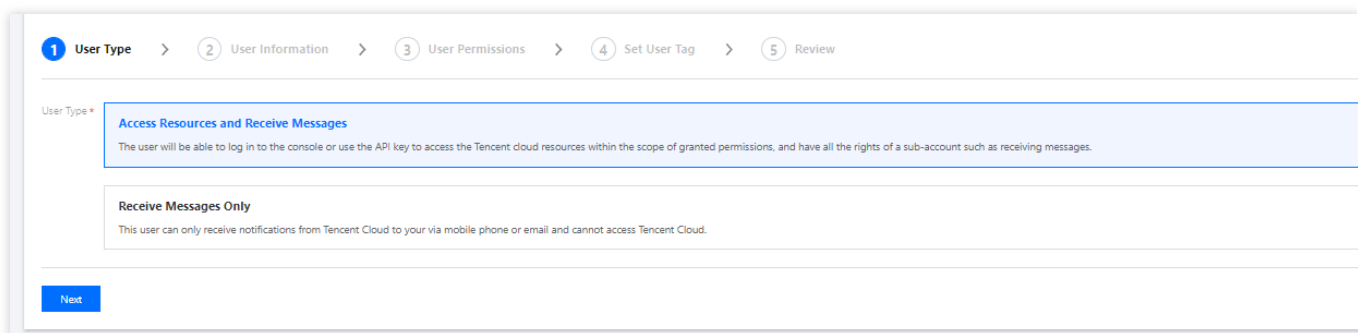 1 User Type > 2 User Information > 3 User Permissions > 4 Set User Tag > 5 Review
User Type *
Access Resources and Receive Messages
The user will be able to log in to the console or use the API key to access the Tencent cloud resources within the scope of granted permissions, and have all the rights of a sub-account such as receiving messages.
Receive Messages Only
This user can only receive notifications from Tencent Cloud to your via mobile phone or email and cannot access Tencent Cloud.
Next